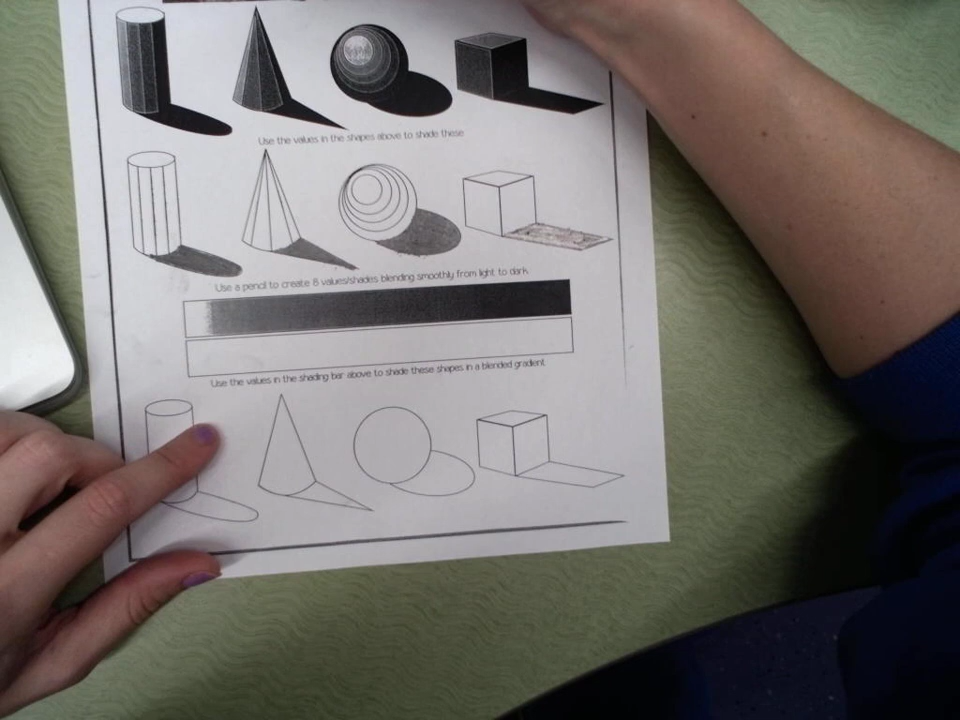 Use the values in the shapes above to shade these
Use a pencil to create 8 values/shades blending smoothly from light to dark.
Use the values in the shading bar above to shade these shapes in a blended gradient